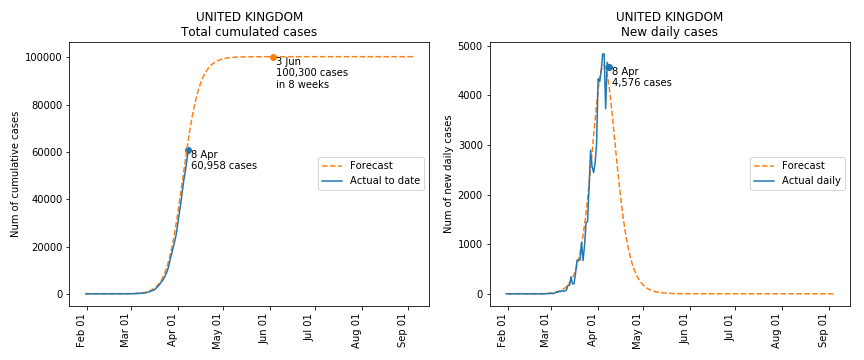 UNITED KINGDOM
Total cumulated cases
Num of cumulative cases
100000
80000
60000
40000
20000
0
3 Jun
100,300 cases
in 8 weeks
8 Apr
60,958 cases
Forecast
Actual to date
Feb 01
Mar 01
Apr 01
May 01
Jun 01
Jul 01
Aug 01
Sep 01
UNITED KINGDOM
New daily cases
Num of new daily cases
5000
4000
3000
2000
1000
0
8 Apr
4,576 cases
Forecast
Actual daily
Feb 01
Mar 01
Apr 01
May 01
Jun 01
Jul 01
Aug 01
Sep 01